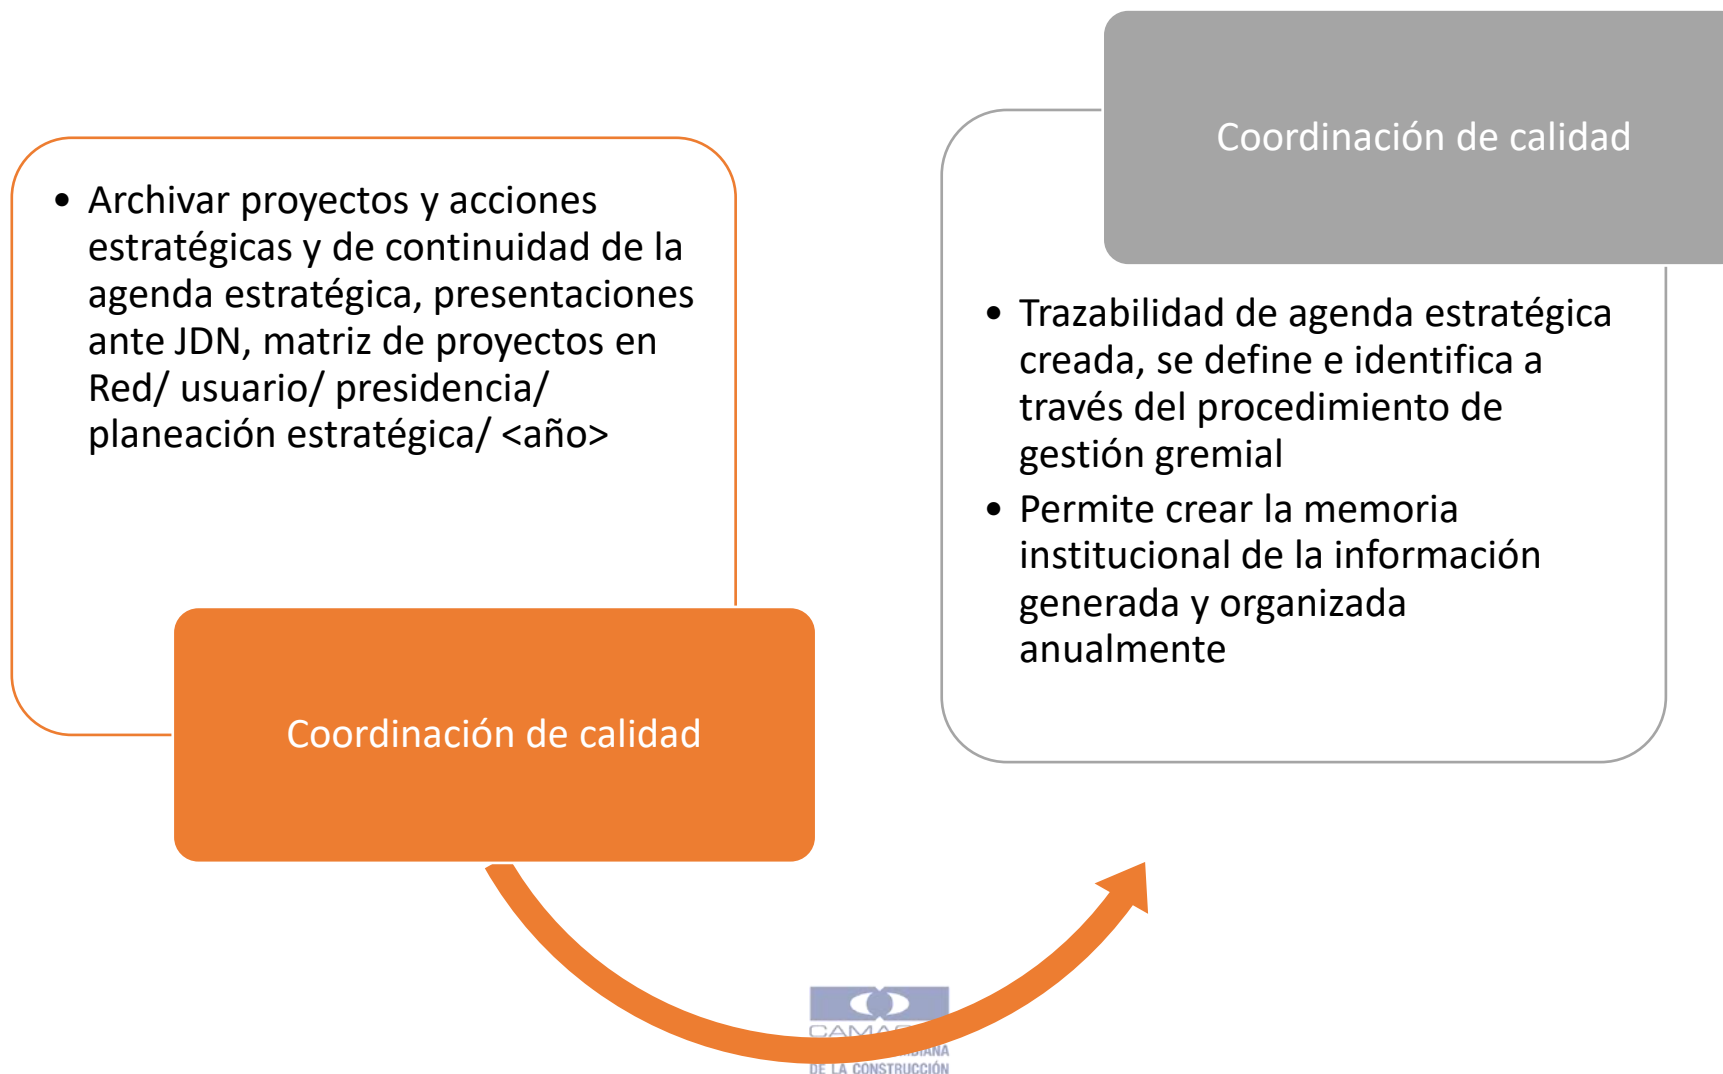 • Archivar proyectos y acciones
estratégicas y de continuidad de la
agenda estratégica, presentaciones
ante JDN, matriz de proyectos en
Red/ usuario/ presidencia/
planeación estratégica/ <año>
Coordinación de calidad
Coordinación de calidad
• Trazabilidad de agenda estratégica
creada, se define e identifica a
través del procedimiento de
gestión gremial
• Permite crear la memoria
institucional de la información
generada y organizada
anualmente
DE LA CONSTRUCCIÓN